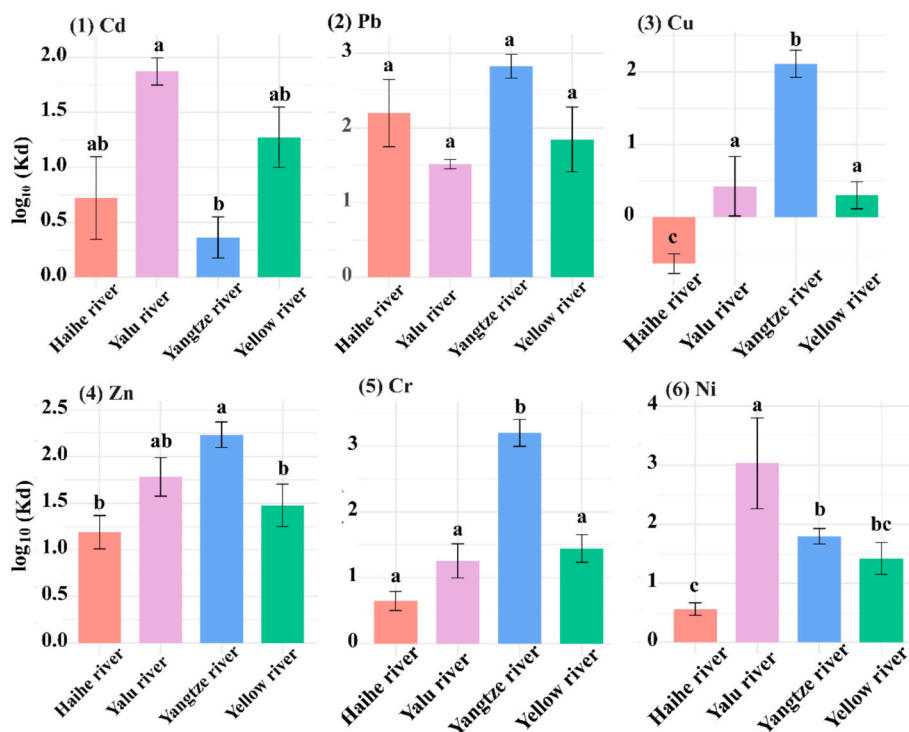 (1) Cd
a
ab
ab
b
2.0
1.5
1.0
0.5
0.0
log₁₀ (Kd)
Haihe river
Yalu river
Yangtze river
Yellow river
(2) Pb
a
a
a
a
3
2
1
0
Haihe river
Yalu river
Yangtze river
Yellow river
(3) Cu
b
a
a
c
2
1
0
Haihe river
Yalu river
Yangtze river
Yellow river
(4) Zn
a
ab
b
b
2.5
2.0
1.5
1.0
0.5
0.0
log₁₀ (Kd)
Haihe river
Yalu river
Yangtze river
Yellow river
(5) Cr
b
a
a
a
3
2
1
0
Haihe river
Yalu river
Yangtze river
Yellow river
(6) Ni
a
b
bc
c
4
3
2
1
0
Haihe river
Yalu river
Yangtze river
Yellow river